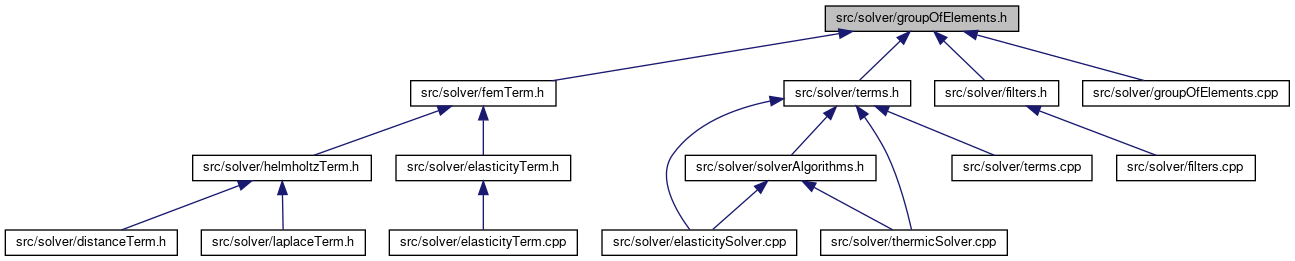 src/solver/groupOfElements.h
src/solver/femTerm.h
src/solver/terms.h
src/solver/filters.h
src/solver/groupOfElements.cpp
src/solver/helmholtzTerm.h
src/solver/elasticityTerm.h
src/solver/solverAlgorithms.h
src/solver/terms.cpp
src/solver/filters.cpp
src/solver/distanceTerm.h
src/solver/laplaceTerm.h
src/solver/elasticityTerm.cpp
src/solver/elasticitySolver.cpp
src/solver/thermicSolver.cpp